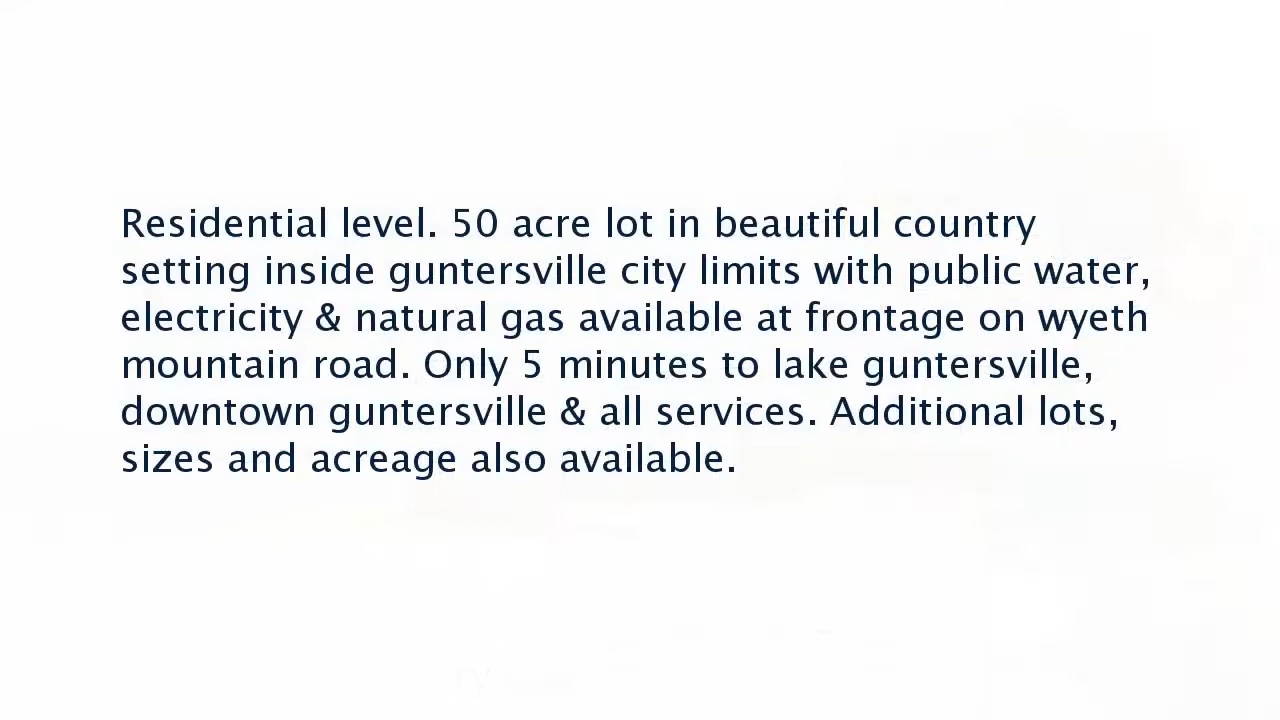 Residential level. 50 acre lot in beautiful country
setting inside guntersville city limits with public water,
electricity & natural gas available at frontage on wyeth
mountain road. Only 5 minutes to lake guntersville,
downtown guntersville & all services. Additional lots,
sizes and acreage also available.